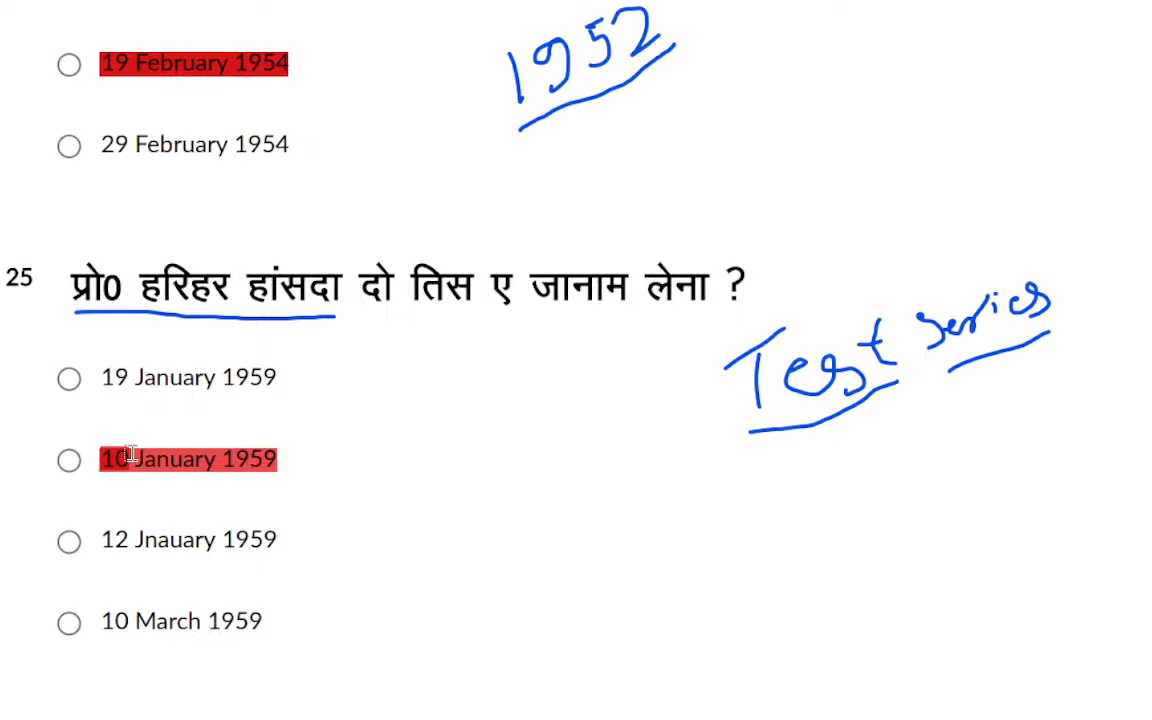 1952
19 February 1954
29 February 1954
25 प्रो0 हरिहर हांसदा दो तिस ए जानाम लेना ?
Test series
19 January 1959
10 January 1959
12 Jnauary 1959
10 March 1959